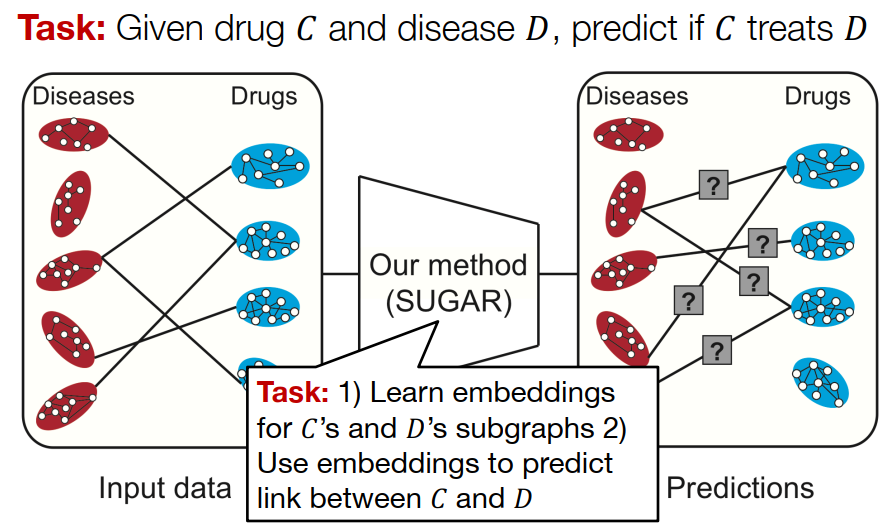 Task: Given drug C and disease D, predict if C treats D
Diseases
Drugs
Our method
(SUGAR)
Diseases
Drugs
?
?
?
?
?
Task: 1) Learn embeddings
for C's and D's subgraphs 2)
Use embeddings to predict
link between C and D
Input data
Predictions